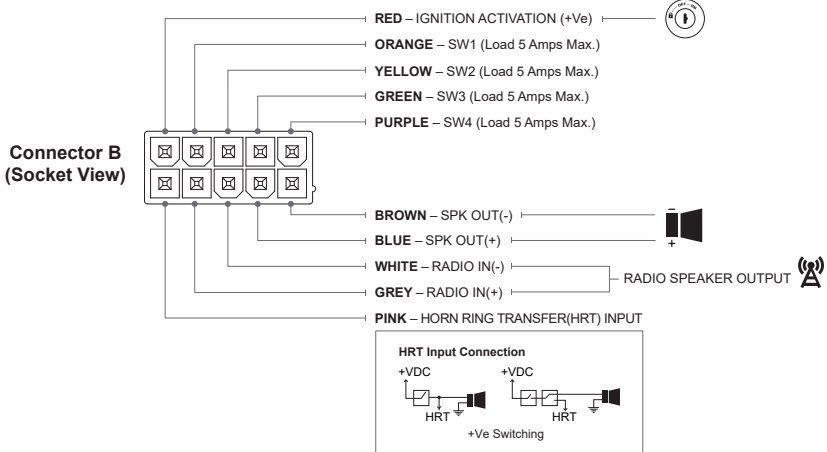 OFF – ON
RED – IGNITION ACTIVATION (+Ve)
ORANGE – SW1 (Load 5 Amps Max.)
YELLOW – SW2 (Load 5 Amps Max.)
GREEN – SW3 (Load 5 Amps Max.)
PURPLE – SW4 (Load 5 Amps Max.)
Connector B
(Socket View)
BROWN – SPK OUT(-)
–
BLUE – SPK OUT(+)
+
WHITE – RADIO IN(-)
RADIO SPEAKER OUTPUT
GREY – RADIO IN(+)
PINK – HORN RING TRANSFER(HRT) INPUT
HRT Input Connection
+VDC +VDC
HRT HRT
+Ve Switching